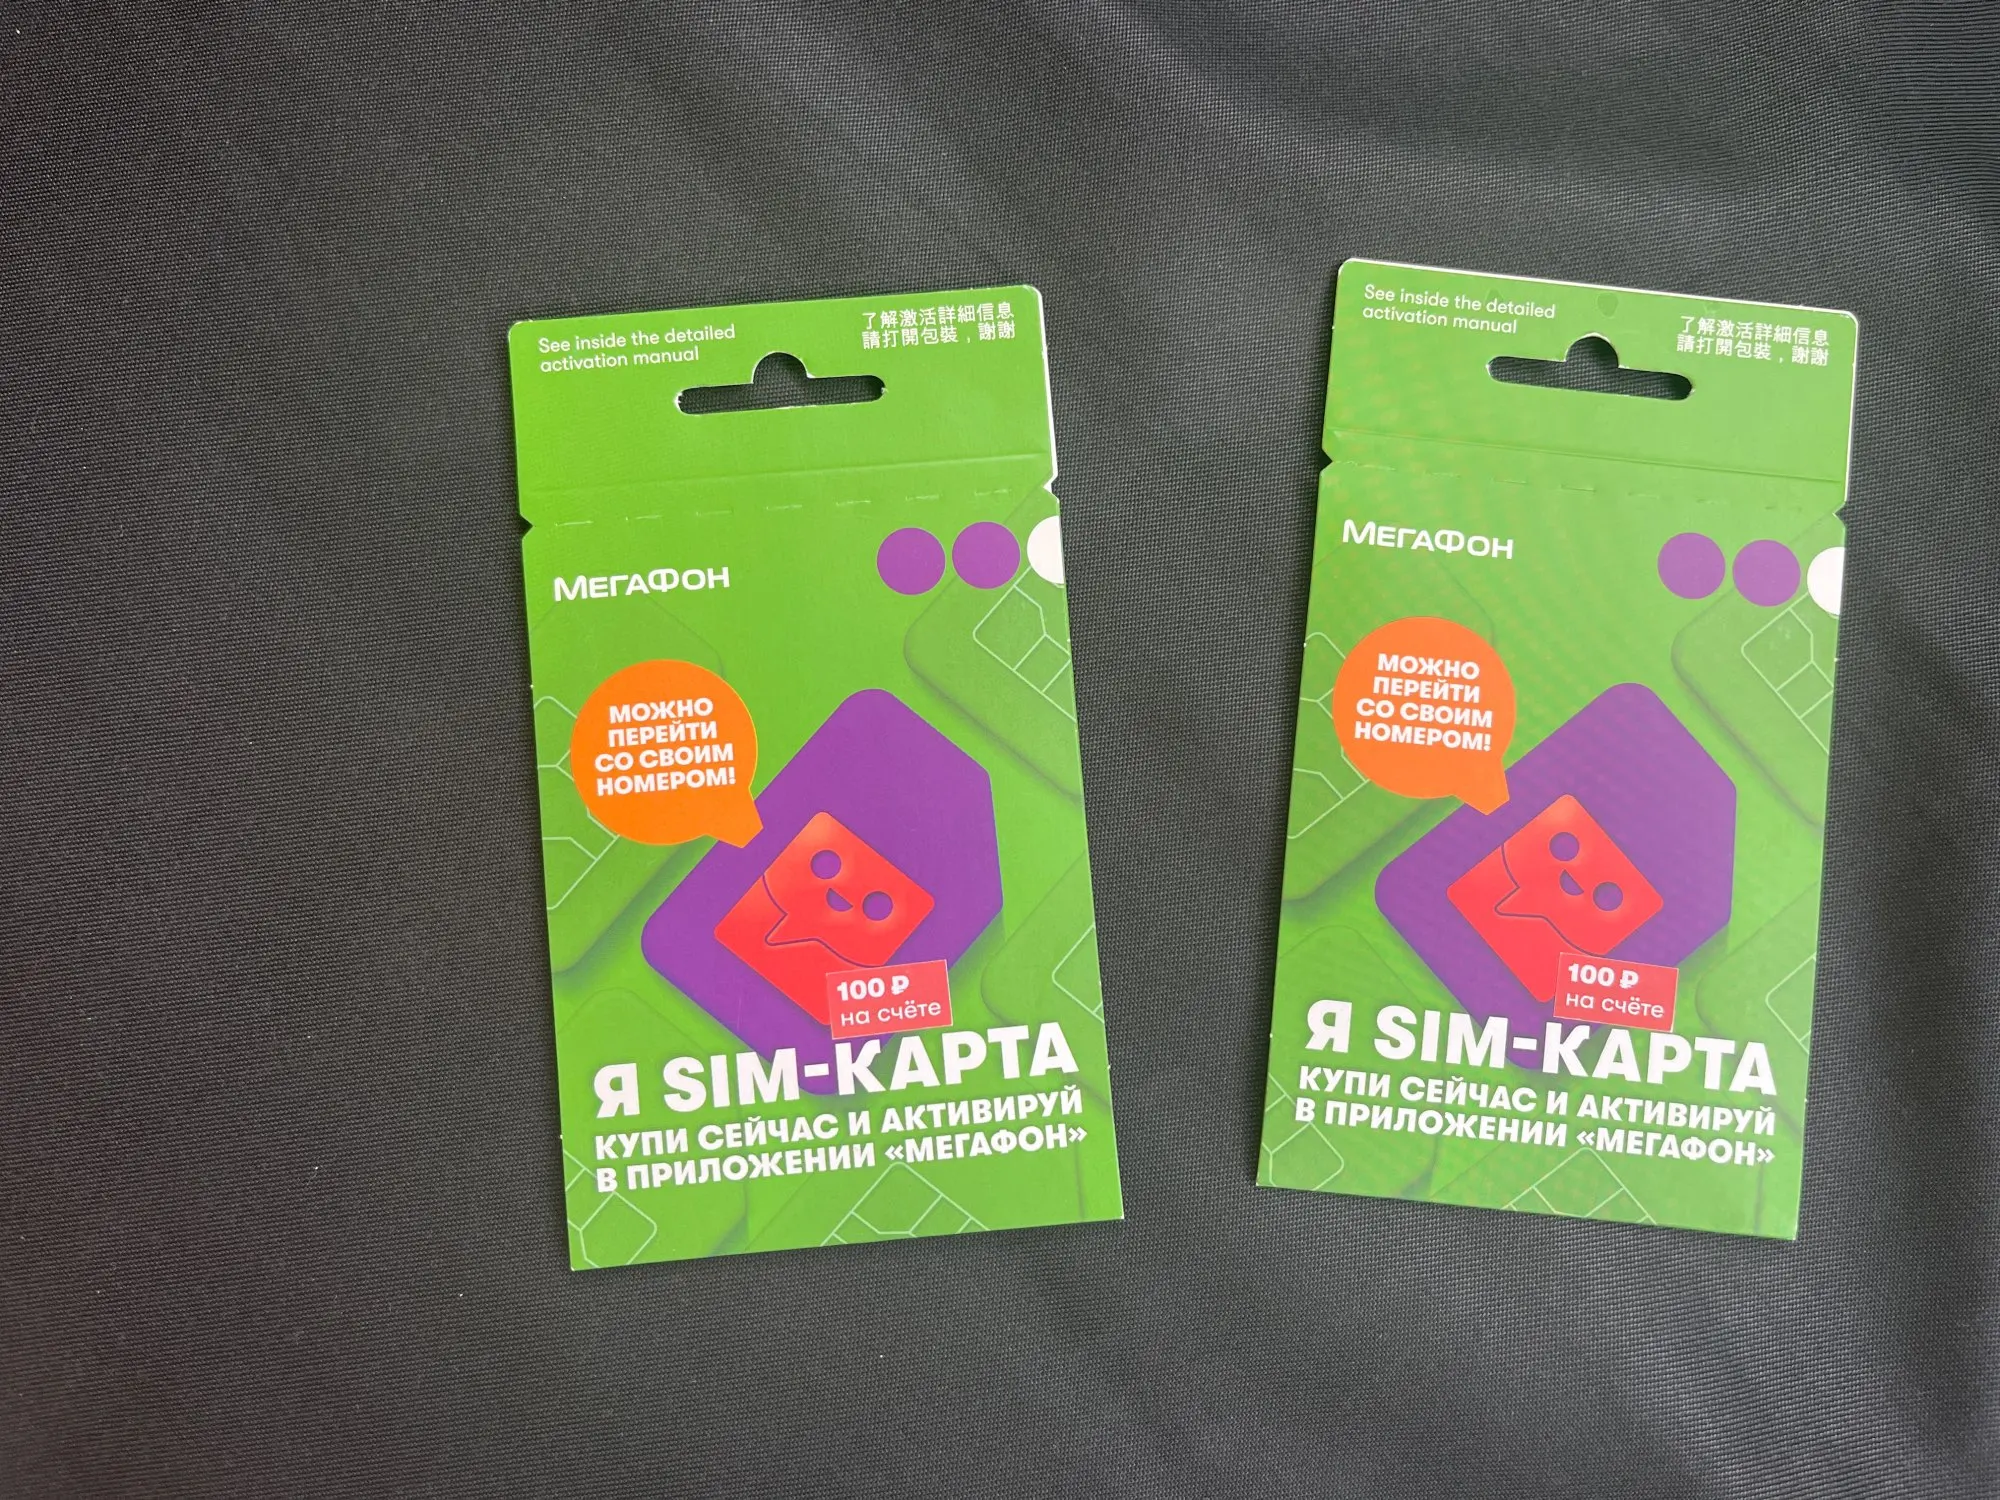 See inside the detailed
activation manual
了解激活詳細信息
請打開包裝，謝謝
МЕГАФОН
МОЖНО
ПЕРЕЙТИ
СО СВОИМ
НОМЕРОМ!
100 ₽
на счёте
Я SIM-КАРТА
КУПИ СЕЙЧАС И АКТИВИРУЙ
В ПРИЛОЖЕНИИ «МЕГАФОН»
See inside the detailed
activation manual
了解激活詳細信息
請打開包裝，謝謝
МЕГАФОН
МОЖНО
ПЕРЕЙТИ
СО СВОИМ
НОМЕРОМ!
100 ₽
на счёте
Я SIM-КАРТА
КУПИ СЕЙЧАС И АКТИВИРУЙ
В ПРИЛОЖЕНИИ «МЕГАФОН»